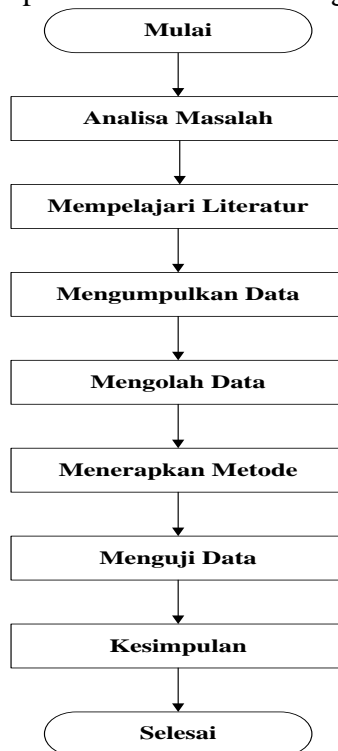 Mulai
Analisa Masalah
Mempelajari Literatur
Mengumpulkan Data
Mengolah Data
Menerapkan Metode
Menguji Data
Kesimpulan
Selesai